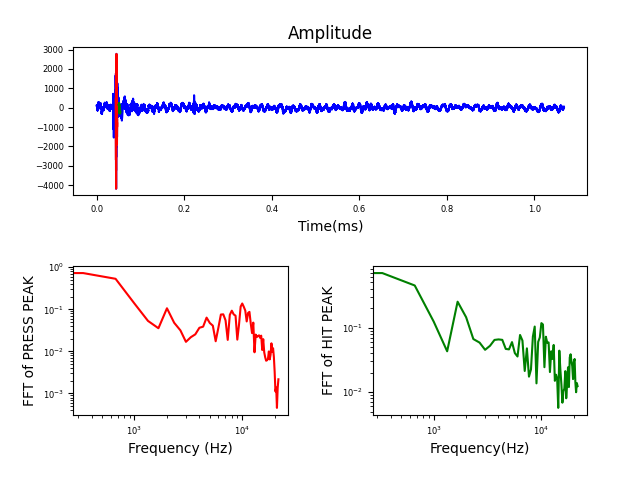 Amplitude
3000
2000
1000
0
−1000
−2000
−3000
−4000
0.0 0.2 0.4 0.6 0.8 1.0
Time(ms)
FFT of PRESS PEAK
10⁰
10⁻¹
10⁻²
10⁻³
10³ 10⁴
Frequency (Hz)
FFT of HIT PEAK
10⁻¹
10⁻²
10³ 10⁴
Frequency(Hz)